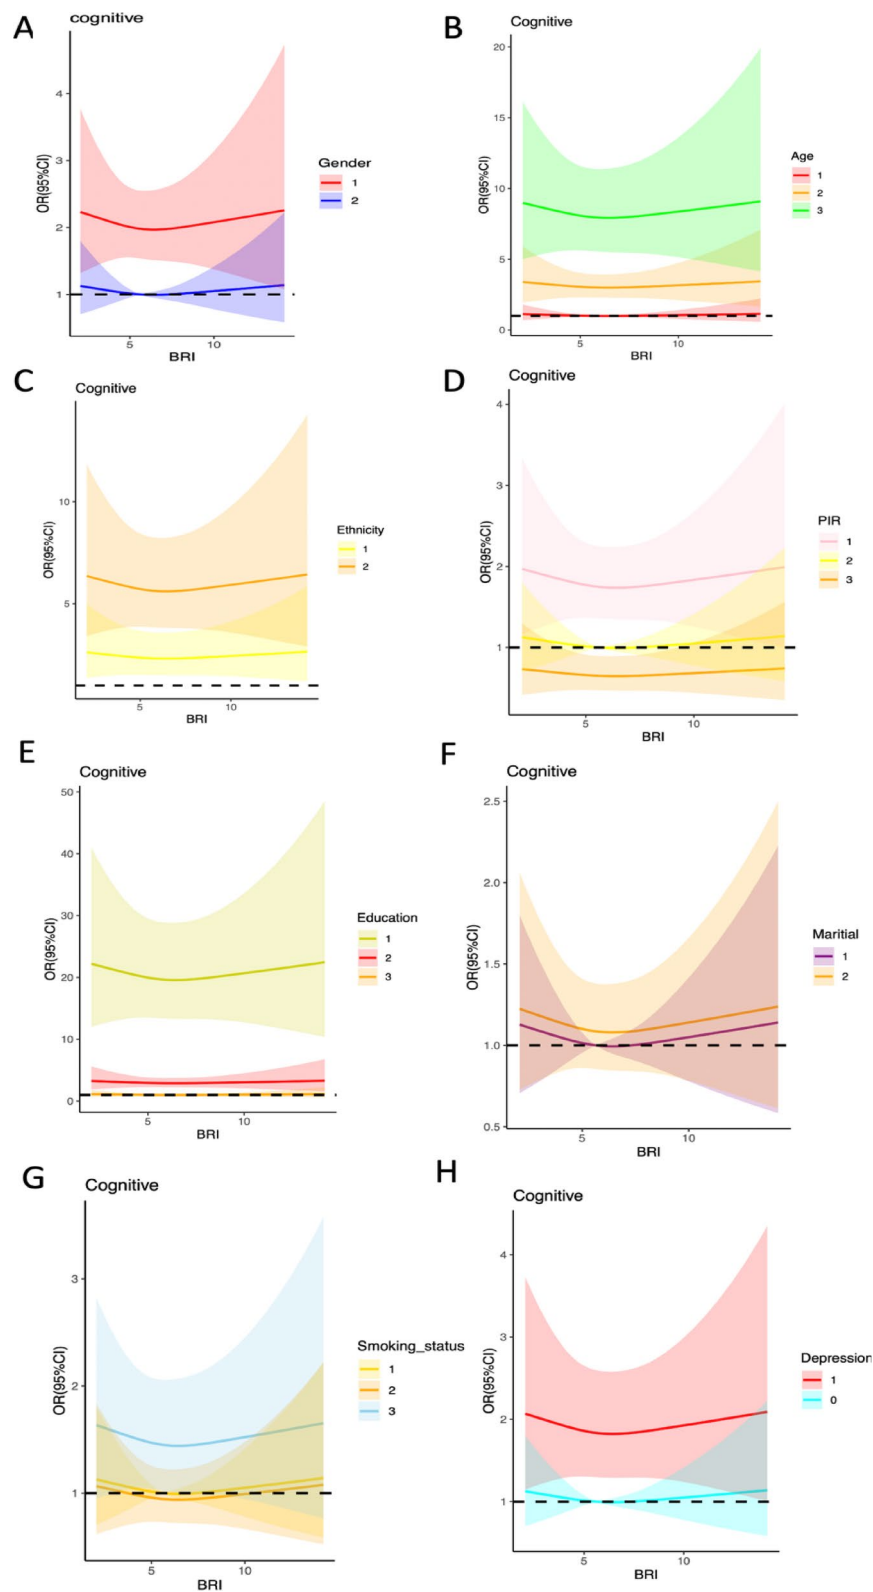 A
cognitive
OR(95%CI)
4
3
2
1
5
10
BRI
Gender
1
2
B
Cognitive
OR(95%CI)
20
15
10
5
0
5
10
BRI
Age
1
2
3
C
Cognitive
OR(95%CI)
10
5
5
10
BRI
Ethnicity
1
2
D
Cognitive
OR(95%CI)
4
3
2
1
5
10
BRI
PIR
1
2
3
E
Cognitive
OR(95%CI)
50
40
30
20
10
0
5
10
BRI
Education
1
2
3
F
Cognitive
OR(95%CI)
2.5
2.0
1.5
1.0
0.5
5
10
BRI
Maritial
1
2
G
Cognitive
OR(95%CI)
3
2
1
5
10
BRI
Smoking_status
1
2
3
H
Cognitive
OR(95%CI)
4
3
2
1
5
10
BRI
Depression
1
0